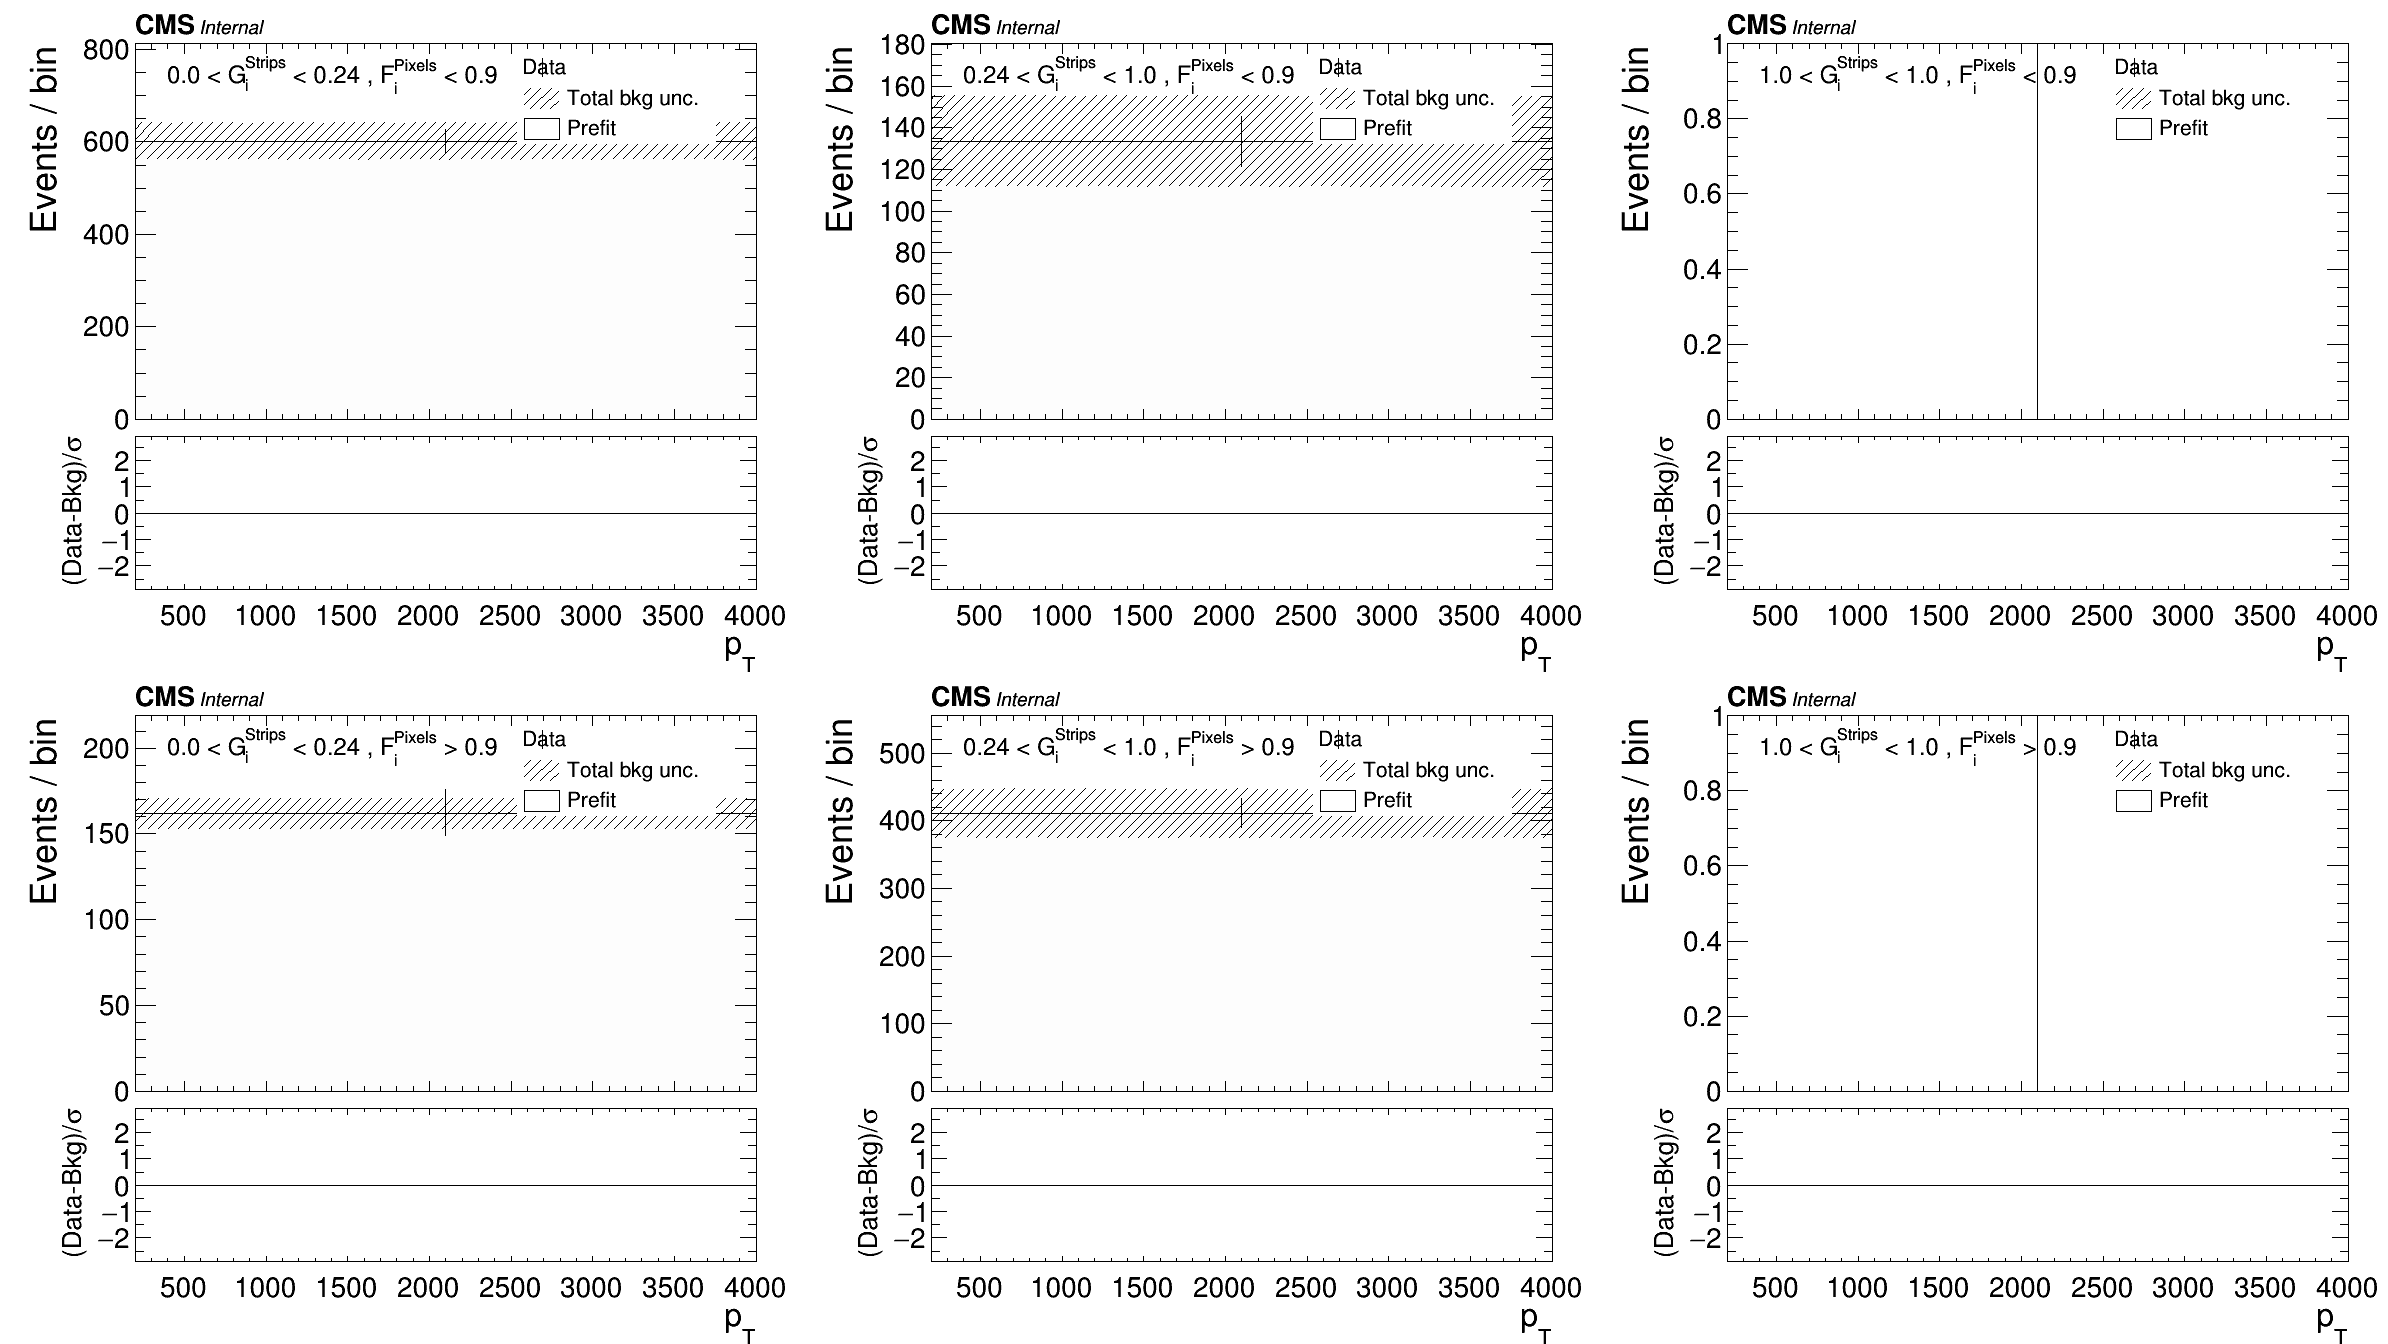 CMS Internal
Events / bin
800
600
400
200
0
0.0 < G_i^Strips < 0.24 , F_i^Pixels < 0.9
Data
Total bkg unc.
Prefit
(Data-Bkg)/σ
2
1
0
−1
−2
500 1000 1500 2000 2500 3000 3500 4000
p_T
CMS Internal
Events / bin
180
160
140
120
100
80
60
40
20
0
0.24 < G_i^Strips < 1.0 , F_i^Pixels < 0.9
Data
Total bkg unc.
Prefit
(Data-Bkg)/σ
2
1
0
−1
−2
500 1000 1500 2000 2500 3000 3500 4000
p_T
CMS Internal
Events / bin
1
0.8
0.6
0.4
0.2
0
1.0 < G_i^Strips < 1.0 , F_i^Pixels < 0.9
Data
Total bkg unc.
Prefit
(Data-Bkg)/σ
2
1
0
−1
−2
500 1000 1500 2000 2500 3000 3500 4000
p_T
CMS Internal
Events / bin
200
150
100
50
0
0.0 < G_i^Strips < 0.24 , F_i^Pixels > 0.9
Data
Total bkg unc.
Prefit
(Data-Bkg)/σ
2
1
0
−1
−2
500 1000 1500 2000 2500 3000 3500 4000
p_T
CMS Internal
Events / bin
500
400
300
200
100
0
0.24 < G_i^Strips < 1.0 , F_i^Pixels > 0.9
Data
Total bkg unc.
Prefit
(Data-Bkg)/σ
2
1
0
−1
−2
500 1000 1500 2000 2500 3000 3500 4000
p_T
CMS Internal
Events / bin
1
0.8
0.6
0.4
0.2
0
1.0 < G_i^Strips < 1.0 , F_i^Pixels > 0.9
Data
Total bkg unc.
Prefit
(Data-Bkg)/σ
2
1
0
−1
−2
500 1000 1500 2000 2500 3000 3500 4000
p_T